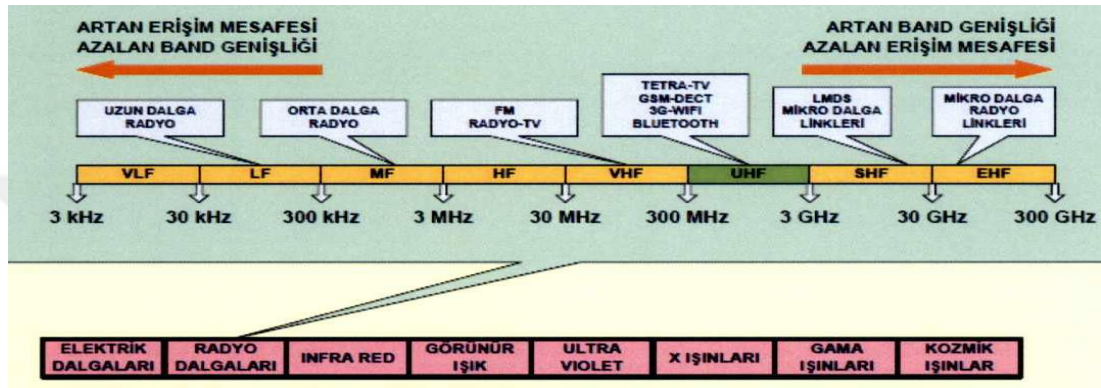 ARTAN ERİŞİM MESAFESİ
AZALAN BAND GENİŞLİĞİ
ARTAN BAND GENİŞLİĞİ
AZALAN ERİŞİM MESAFESİ
UZUN DALGA
RADYO
ORTA DALGA
RADYO
FM
RADYO-TV
TETRA-TV
GSM-DECT
3G-WIFI
BLUETOOTH
LMDS
MİKRO DALGA
LİNKLERİ
MİKRO DALGA
RADYO
LİNKLERİ
VLF LF MF HF VHF UHF SHF EHF
3 kHz 30 kHz 300 kHz 3 MHz 30 MHz 300 MHz 3 GHz 30 GHz 300 GHz
ELEKTRİK
DALGALARI
RADYO
DALGALARI
INFRA RED
GÖRÜNÜR
IŞIK
ULTRA
VIOLET
X IŞINLARI
GAMA
IŞINLARI
KOZMİK
IŞINLAR